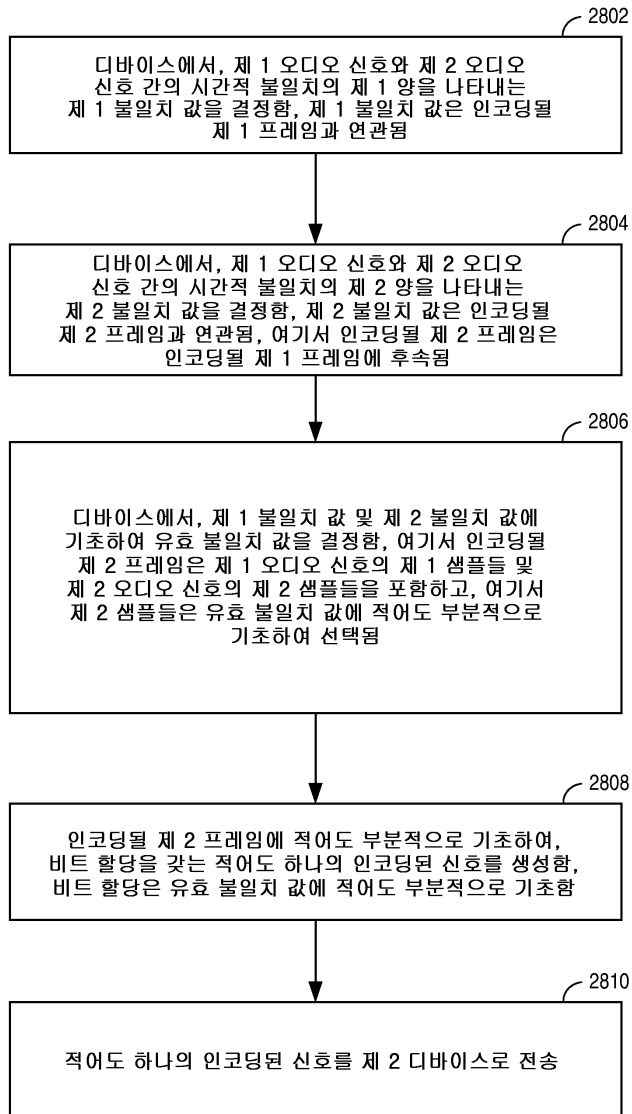 2802
디바이스에서, 제 1 오디오 신호와 제 2 오디오
신호 간의 시간적 불일치의 제 1 양을 나타내는
제 1 불일치 값을 결정함, 제 1 불일치 값은 인코딩될
제 1 프레임과 연관됨
2804
디바이스에서, 제 1 오디오 신호와 제 2 오디오
신호 간의 시간적 불일치의 제 2 양을 나타내는
제 2 불일치 값을 결정함, 제 2 불일치 값은 인코딩될
제 2 프레임과 연관됨, 여기서 인코딩될 제 2 프레임은
인코딩될 제 1 프레임에 후속됨
2806
디바이스에서, 제 1 불일치 값 및 제 2 불일치 값에
기초하여 유효 불일치 값을 결정함, 여기서 인코딩될
제 2 프레임은 제 1 오디오 신호의 제 1 샘플들 및
제 2 오디오 신호의 제 2 샘플들을 포함하고, 여기서
제 2 샘플들은 유효 불일치 값에 적어도 부분적으로
기초하여 선택됨
2808
인코딩될 제 2 프레임에 적어도 부분적으로 기초하여,
비트 할당을 갖는 적어도 하나의 인코딩된 신호를 생성함,
비트 할당은 유효 불일치 값에 적어도 부분적으로 기초함
2810
적어도 하나의 인코딩된 신호를 제 2 디바이스로 전송